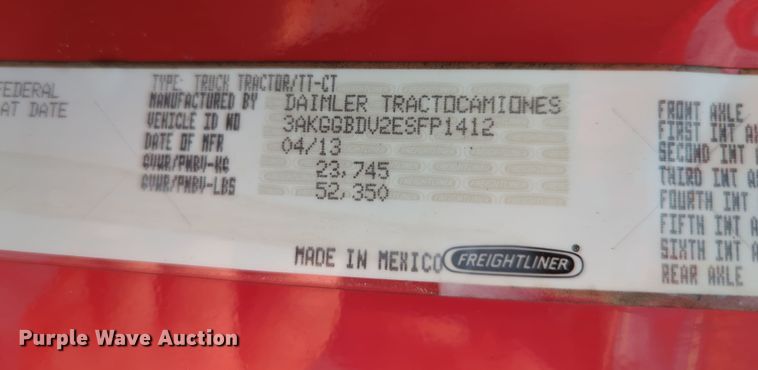 FEDERAL
AT DATE
TYPE: TRUCK TRACTOR/TT-CT
MANUFACTURED BY DAIMLER TRACTOCAMIONES
VEHICLE ID NO 3AKGGBDV2ESFP1412
DATE OF MFR 04/13
GVWR/PNBV-KG 23,745
GVWR/PNBV-LBS 52,350
MADE IN MEXICO FREIGHTLINER®
FRONT AXLE
FIRST INT A
SECOND INT
THIRD INT A
FOURTH INT
FIFTH INT A
SIXTH INT A
REAR AXLE
Purple Wave Auction